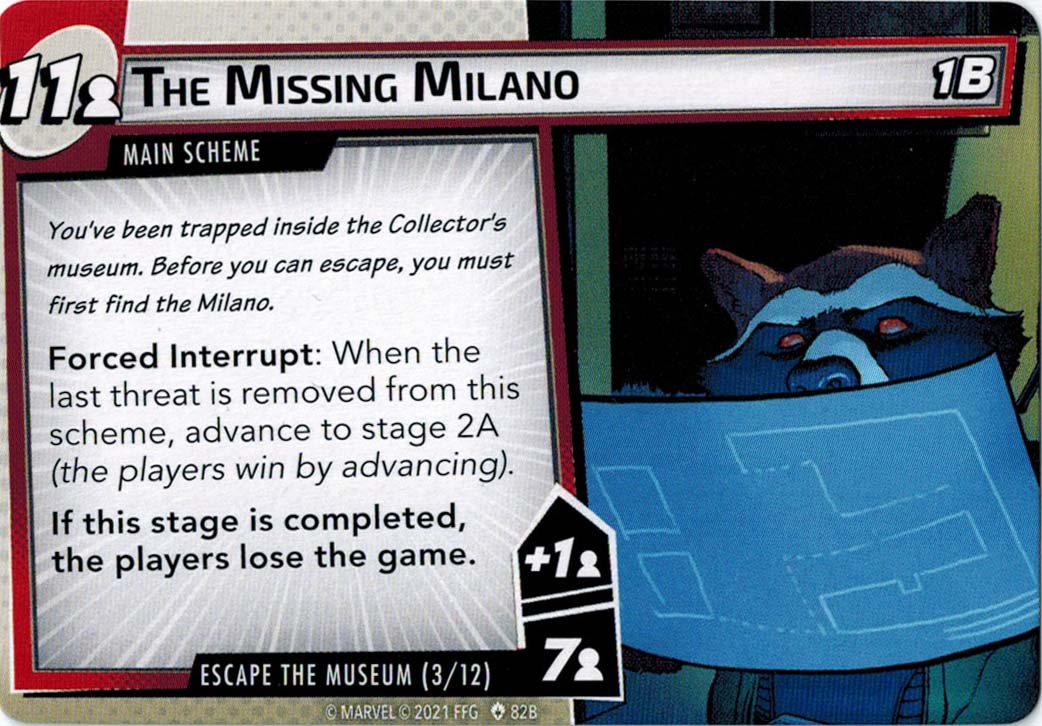 11
THE MISSING MILANO
1B
MAIN SCHEME
You've been trapped inside the Collector's
museum. Before you can escape, you must
first find the Milano.
Forced Interrupt: When the
last threat is removed from this
scheme, advance to stage 2A
(the players win by advancing).
If this stage is completed,
the players lose the game.
+1
7
ESCAPE THE MUSEUM (3/12)
© MARVEL © 2021 FFG 82B